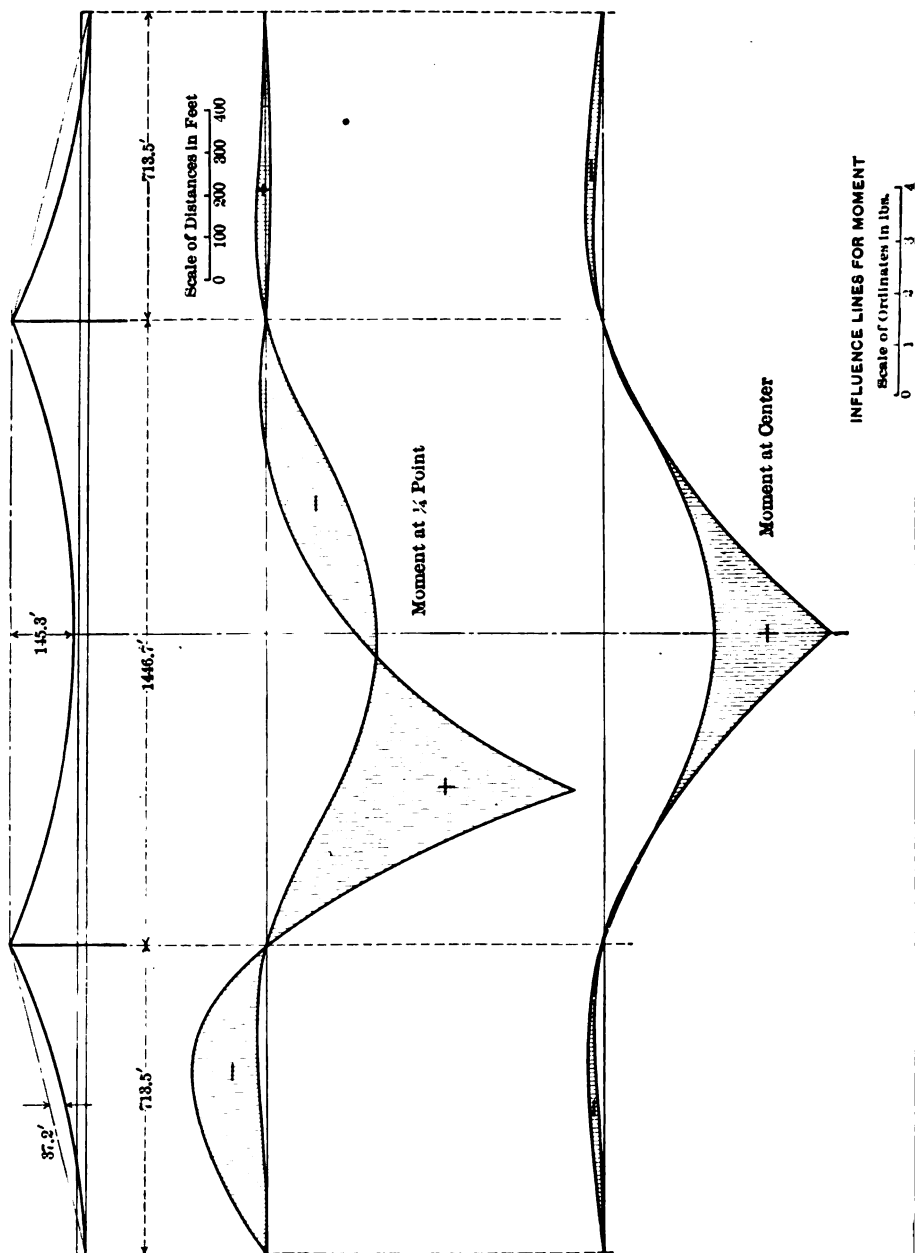 37.2'
145.3'
713.5'
1446.7'
713.5'
Scale of Distances in Feet
0 100 200 300 400
−
+
−
+
Moment at ¼ Point
+
Moment at Center
INFLUENCE LINES FOR MOMENT
Scale of Ordinates in lbs.
0 1 2 3 4